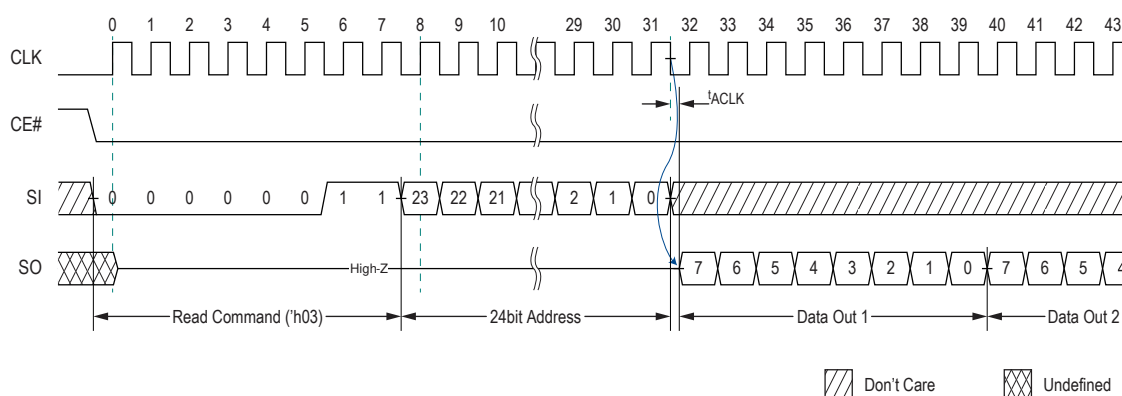 0 1 2 3 4 5 6 7 8 9 10 29 30 31 32 33 34 35 36 37 38 39 40 41 42 43
CLK
tACLK
CE#
SI 0 0 0 0 0 0 1 1 23 22 21 2 1 0
SO High-Z 7 6 5 4 3 2 1 0 7 6 5 4
Read Command ('h03) 24bit Address Data Out 1 Data Out 2
Don't Care Undefined